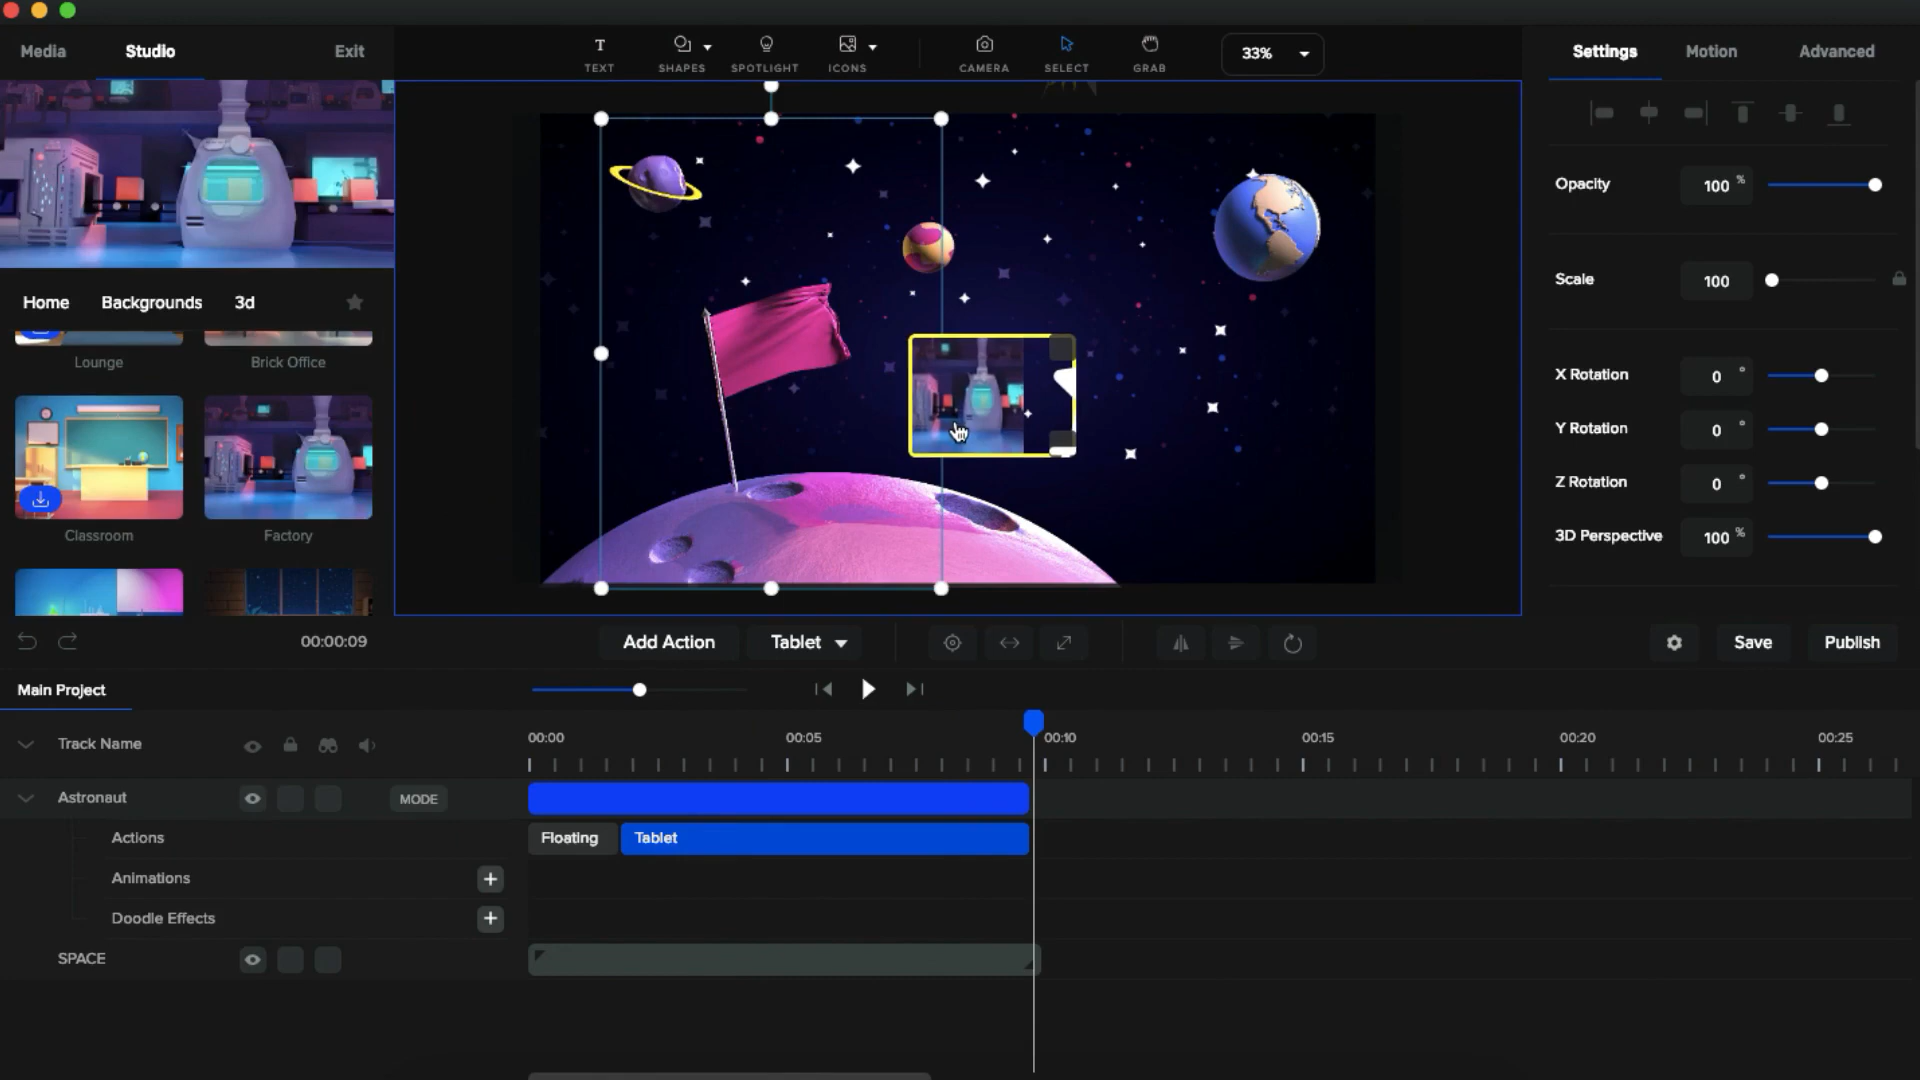 Media Studio Exit
TEXT SHAPES SPOTLIGHT ICONS CAMERA SELECT GRAB
33%
Settings Motion Advanced
Opacity 100 %
Scale 100
X Rotation 0 °
Y Rotation 0 °
Z Rotation 0 °
3D Perspective 100 %
Home Backgrounds 3d
Lounge Brick Office
Classroom Factory
00:00:09
Add Action Tablet
Save Publish
Main Project
Track Name
00:00 00:05 00:10 00:15 00:20 00:25
Astronaut MODE
Actions Floating Tablet
Animations +
Doodle Effects +
SPACE